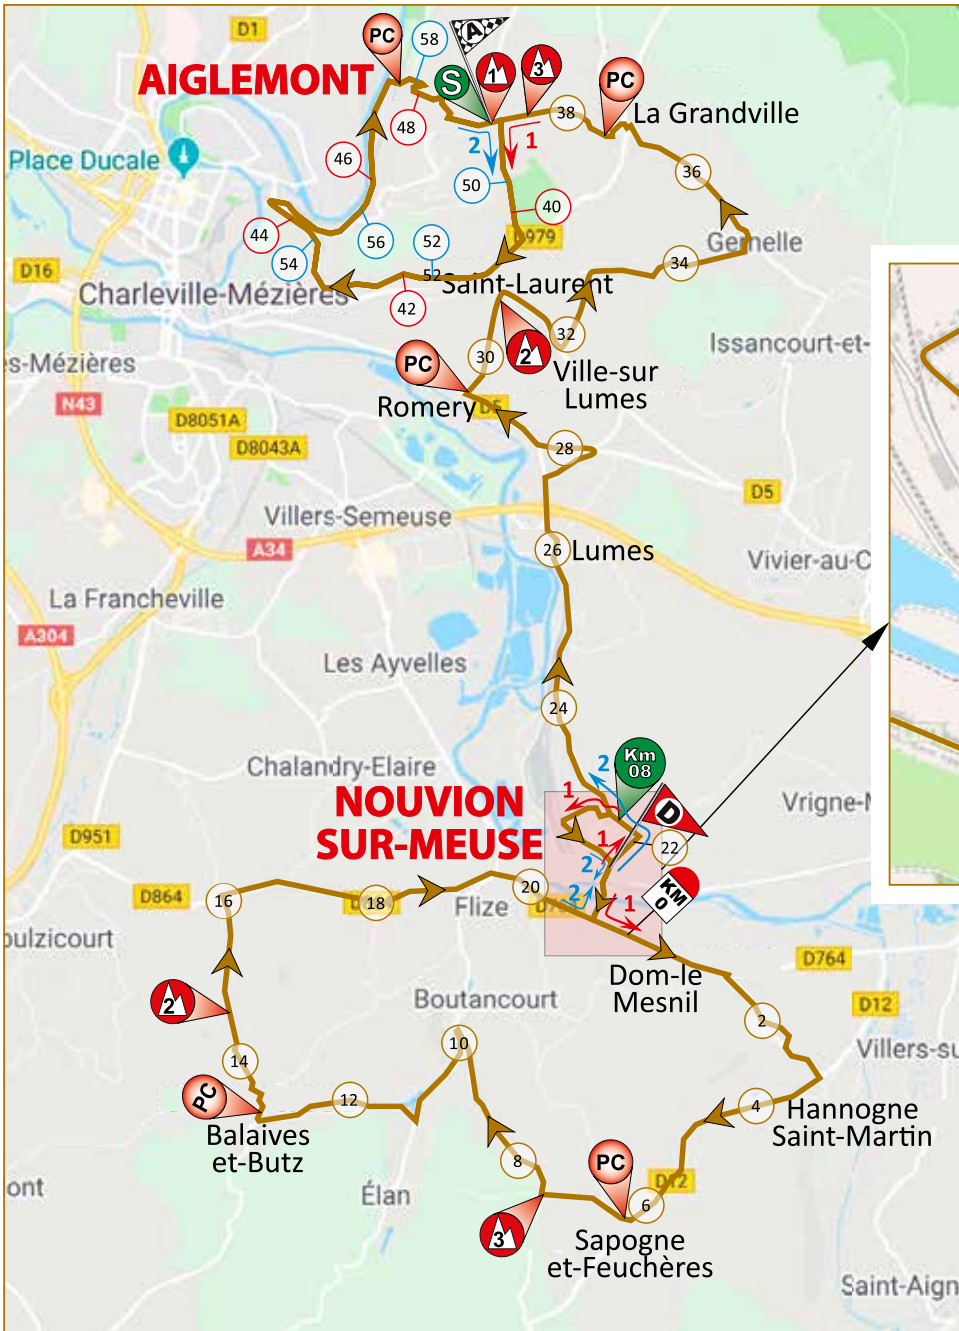 D1
PC
58
A
S
1
3
PC
AIGLEMONT
38
La Grandville
48
2
1
Place Ducale
46
36
50
40
44
56
52
D979
Gernelle
54
52
34
D16
Saint-Laurent
Charleville-Mézières
42
32
Issancourt-et-
s-Mézières
PC
30
2
Ville-sur
Lumes
N43
Romery
D5
D8051A
D8043A
28
D5
Villers-Semeuse
A34
26
Lumes
Vivier-au-C
La Francheville
A304
Les Ayvelles
24
Chalandry-Elaire
2
Km
08
1
NOUVION
SUR-MEUSE
D
Vrigne-M
D951
1
22
2
D864
16
18
20
2
KM
0
Flize
1
oulzicourt
Dom-le
Mesnil
D764
2
Boutancourt
2
D12
10
Villers-su
14
PC
12
4
Hannogne
Saint-Martin
Balaives
et-Butz
8
PC
ont
Élan
D12
6
3
Sapogne
et-Feuchères
Saint-Aign